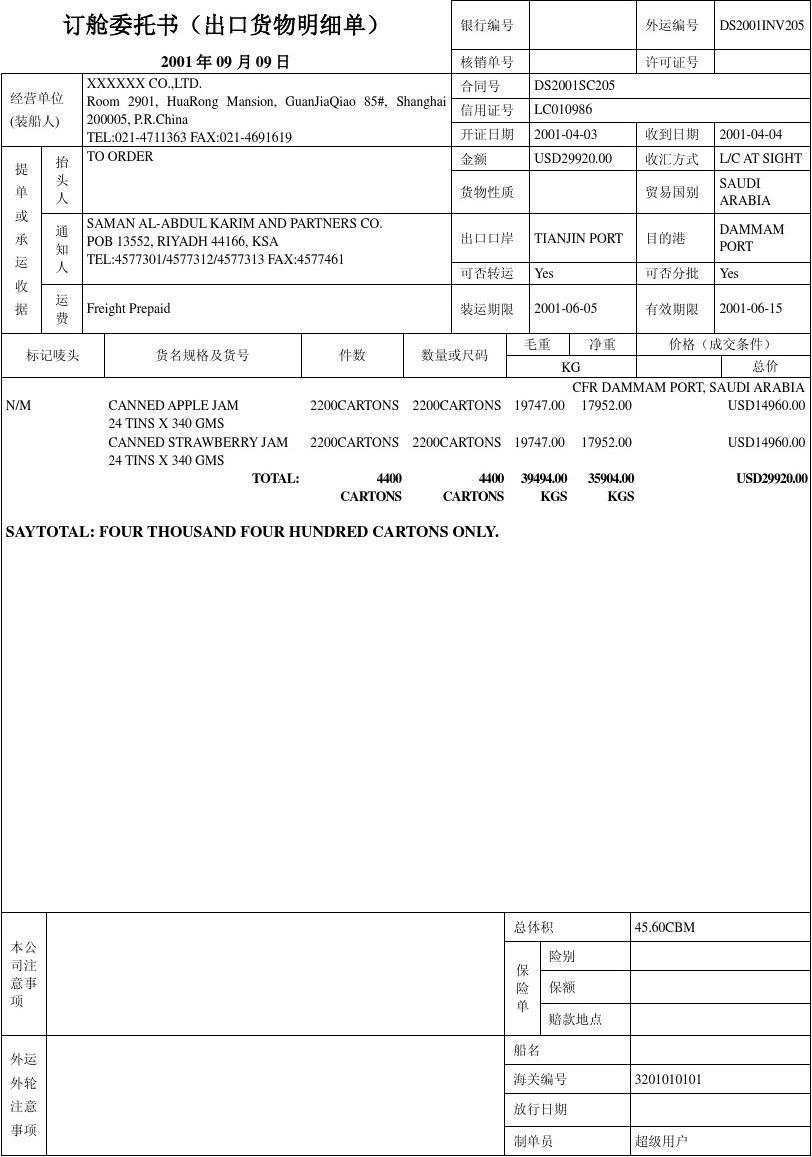 订舱委托书（出口货物明细单）
2001 年 09 月 09 日
银行编号
外运编号 DS2001INV205
核销单号
许可证号
经营单位
(装船人)
XXXXXX CO.,LTD.
Room 2901, HuaRong Mansion, GuanJiaQiao 85#, Shanghai
200005, P.R.China
TEL:021-4711363 FAX:021-4691619
合同号 DS2001SC205
信用证号 LC010986
开证日期 2001-04-03 收到日期 2001-04-04
提单或承运收据
抬头人
TO ORDER
金额 USD29920.00 收汇方式 L/C AT SIGHT
货物性质
贸易国别 SAUDI
ARABIA
通知人
SAMAN AL-ABDUL KARIM AND PARTNERS CO.
POB 13552, RIYADH 44166, KSA
TEL:4577301/4577312/4577313 FAX:4577461
出口口岸 TIANJIN PORT 目的港 DAMMAM
PORT
可否转运 Yes 可否分批 Yes
运费
Freight Prepaid
装运期限 2001-06-05 有效期限 2001-06-15
标记唛头 货名规格及货号 件数 数量或尺码 毛重 净重 价格（成交条件）
KG 总价
CFR DAMMAM PORT, SAUDI ARABIA
N/M CANNED APPLE JAM 2200CARTONS 2200CARTONS 19747.00 17952.00 USD14960.00
24 TINS X 340 GMS
CANNED STRAWBERRY JAM 2200CARTONS 2200CARTONS 19747.00 17952.00 USD14960.00
24 TINS X 340 GMS
TOTAL: 4400 4400 39494.00 35904.00 USD29920.00
CARTONS CARTONS KGS KGS
SAYTOTAL: FOUR THOUSAND FOUR HUNDRED CARTONS ONLY.
本公
司注
意事
项
总体积 45.60CBM
保险单
险别
保额
赔款地点
外运
外轮
注意
事项
船名
海关编号 3201010101
放行日期
制单员 超级用户